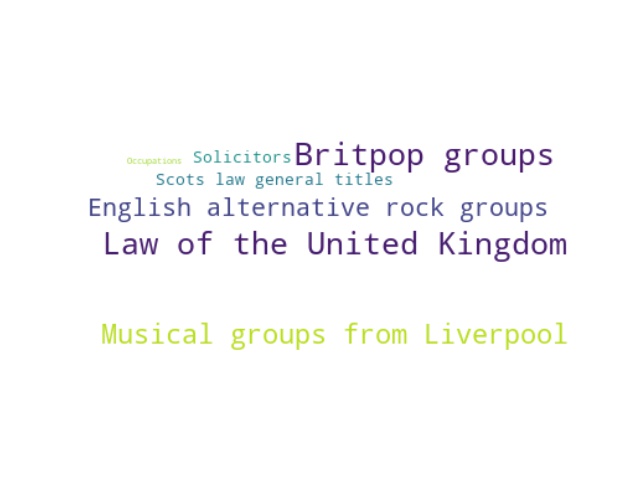 Occupations Solicitors Britpop groups
Scots law general titles
English alternative rock groups
Law of the United Kingdom
Musical groups from Liverpool